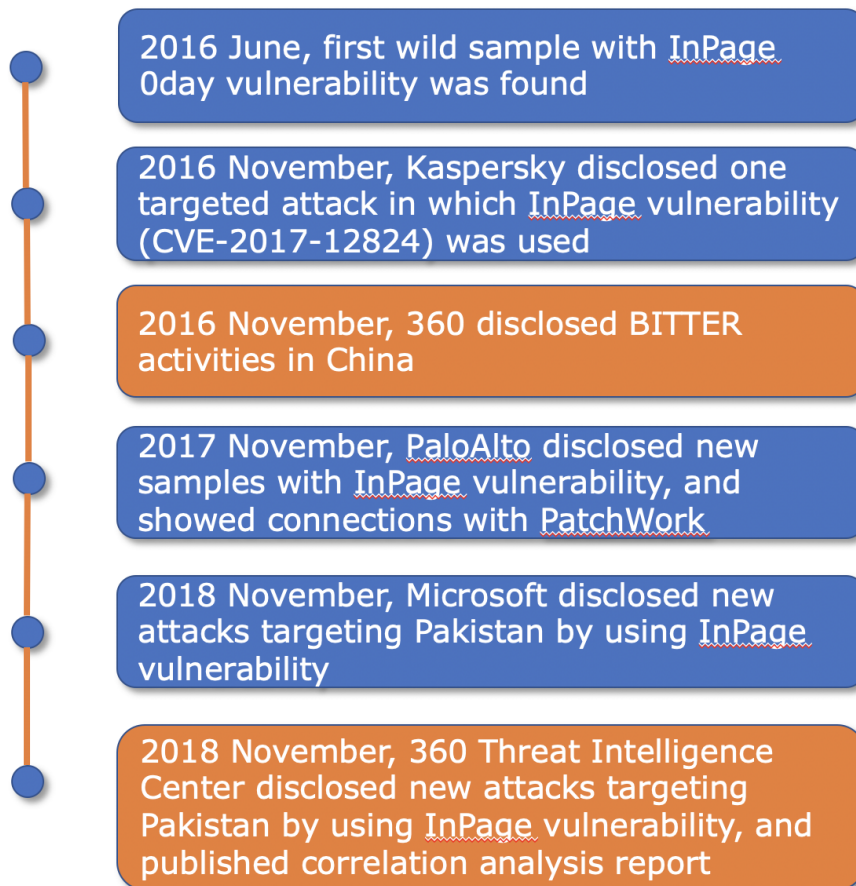 2016 June, first wild sample with InPage
0day vulnerability was found
2016 November, Kaspersky disclosed one
targeted attack in which InPage vulnerability
(CVE-2017-12824) was used
2016 November, 360 disclosed BITTER
activities in China
2017 November, PaloAlto disclosed new
samples with InPage vulnerability, and
showed connections with PatchWork
2018 November, Microsoft disclosed new
attacks targeting Pakistan by using InPage
vulnerability
2018 November, 360 Threat Intelligence
Center disclosed new attacks targeting
Pakistan by using InPage vulnerability, and
published correlation analysis report